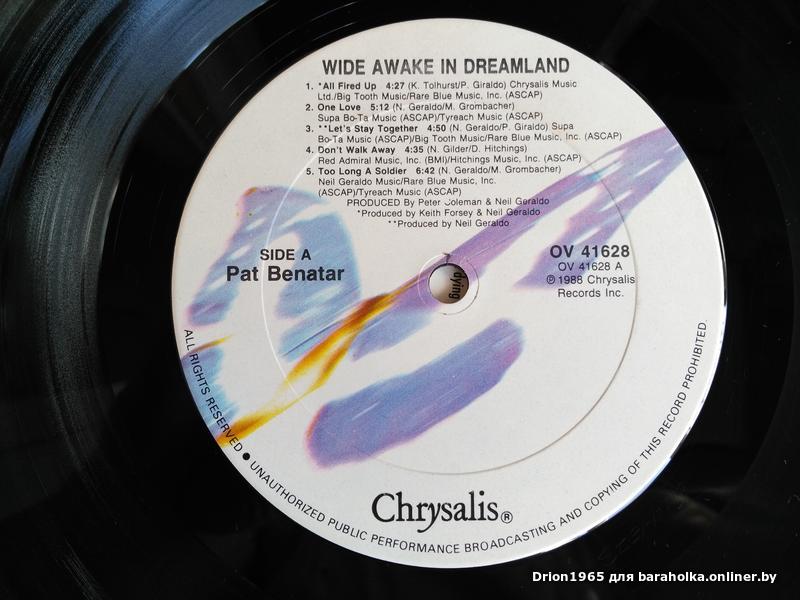 WIDE AWAKE IN DREAMLAND
1. *All Fired Up 4:27 (K. Tolhurst/P. Giraldo) Chrysalis Music
Ltd./Big Tooth Music/Rare Blue Music, Inc. (ASCAP)
2. One Love 5:12 (N. Geraldo/M. Grombacher)
Supa Bo-Ta Music (ASCAP)/Tyreach Music (ASCAP)
3. **Let's Stay Together 4:50 (N. Geraldo/P. Giraldo) Supa
Bo-Ta Music (ASCAP)/Big Tooth Music/Rare Blue Music, Inc. (ASCAP)
4. Don't Walk Away 4:35 (N. Gilder/D. Hitchings)
Red Admiral Music, Inc. (BMI)/Hitchings Music, Inc. (ASCAP)
5. Too Long A Soldier 6:42 (N. Geraldo/M. Grombacher)
Neil Geraldo Music/Rare Blue Music, Inc.
(ASCAP)/Tyreach Music (ASCAP)
PRODUCED By Peter Coleman & Neil Geraldo
*Produced by Keith Forsey & Neil Geraldo
**Produced by Neil Geraldo
SIDE A
Pat Benatar
OV 41628
OV 41628 A
℗ 1988 Chrysalis
Records Inc.
dying
Chrysalis®
ALL RIGHTS RESERVED ● UNAUTHORIZED PUBLIC PERFORMANCE BROADCASTING AND COPYING OF THIS RECORD PROHIBITED.
Drion1965 для baraholka.onliner.by